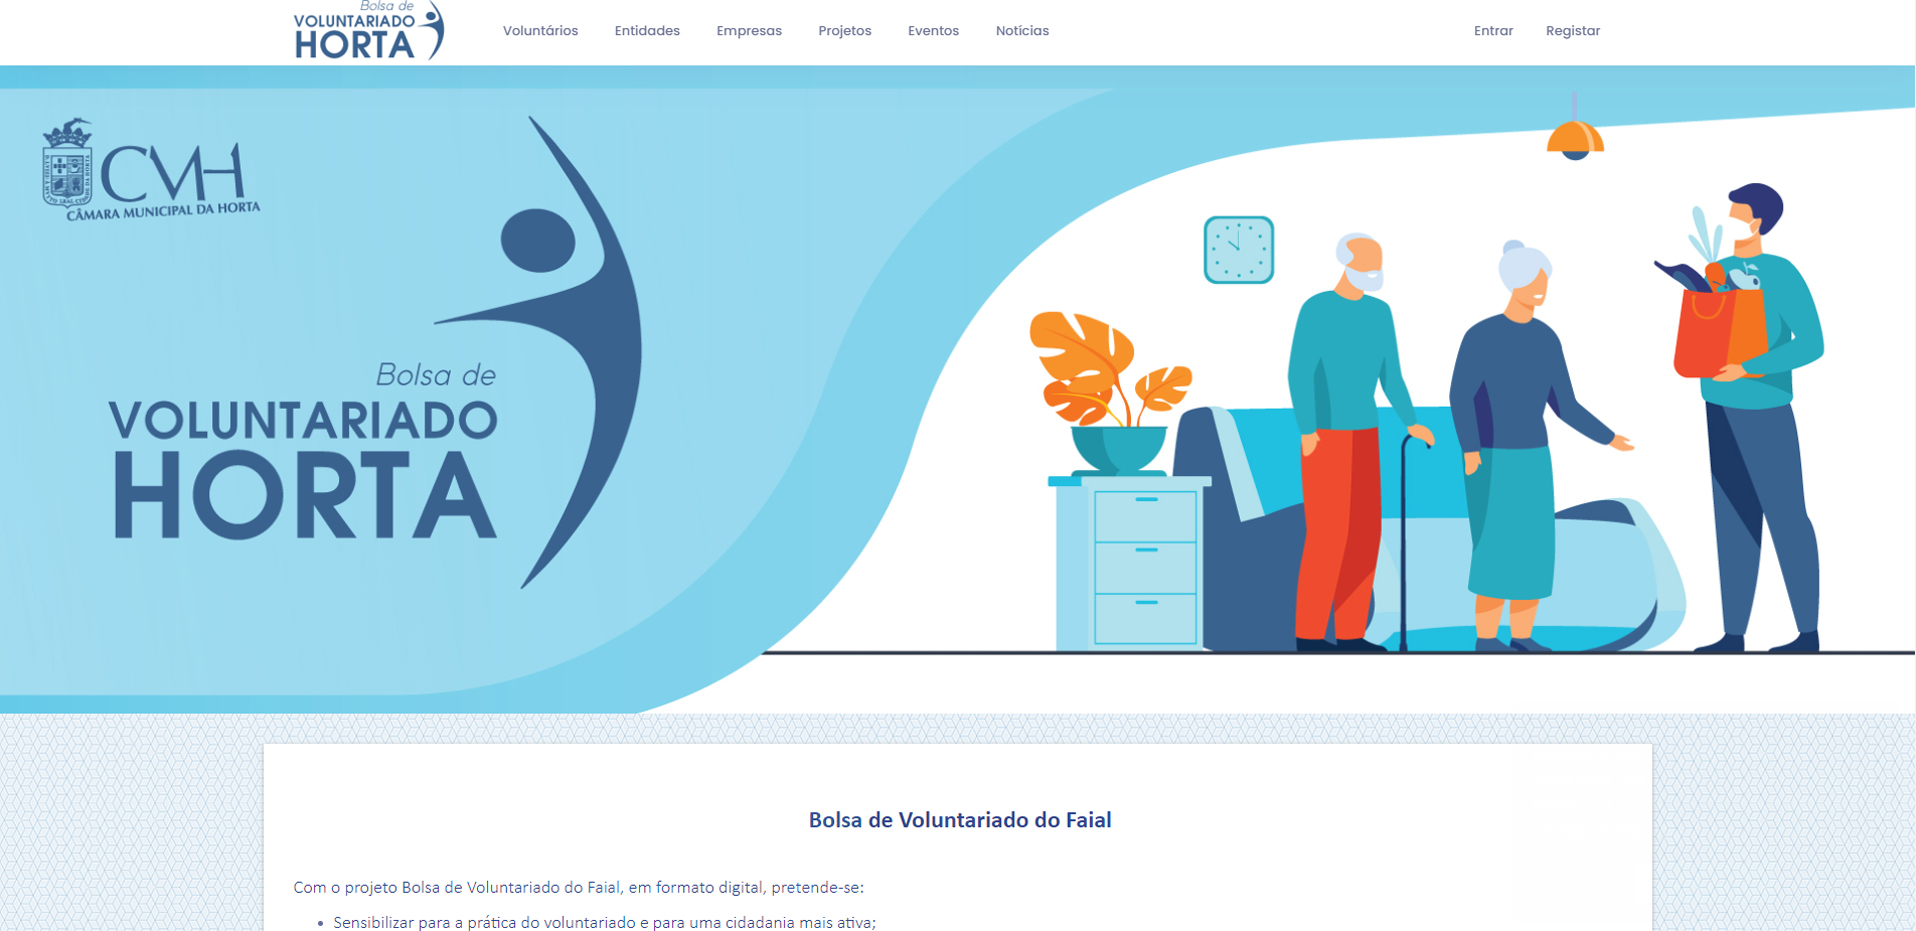 Bolsa de
VOLUNTARIADO
HORTA
Voluntários
Entidades
Empresas
Projetos
Eventos
Notícias
Entrar
Registar
CMH
CÂMARA MUNICIPAL DA HORTA
Bolsa de
VOLUNTARIADO
HORTA
Bolsa de Voluntariado do Faial
Com o projeto Bolsa de Voluntariado do Faial, em formato digital, pretende-se:
• Sensibilizar para a prática do voluntariado e para uma cidadania mais ativa;